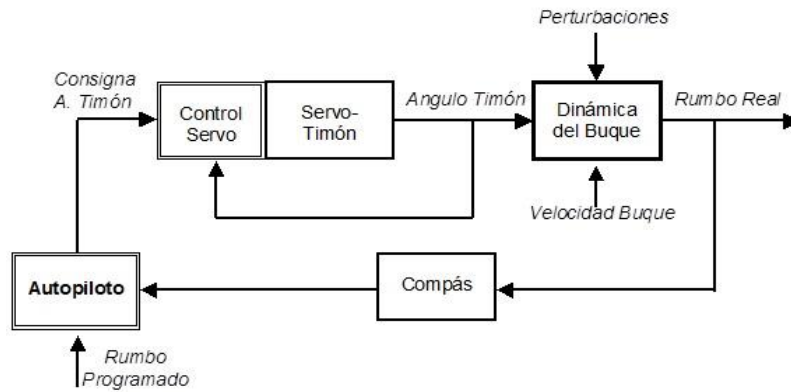 Perturbaciones
Consigna
A. Timón
Control
Servo
Servo-
Timón
Angulo Timón
Dinámica
del Buque
Rumbo Real
Velocidad Buque
Autopiloto
Compás
Rumbo
Programado